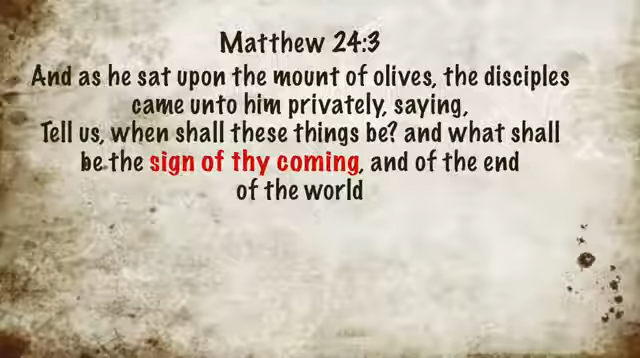 Matthew 24:3
And as he sat upon the mount of olives, the disciples
came unto him privately, saying,
Tell us, when shall these things be? and what shall
be the sign of thy coming, and of the end
of the world